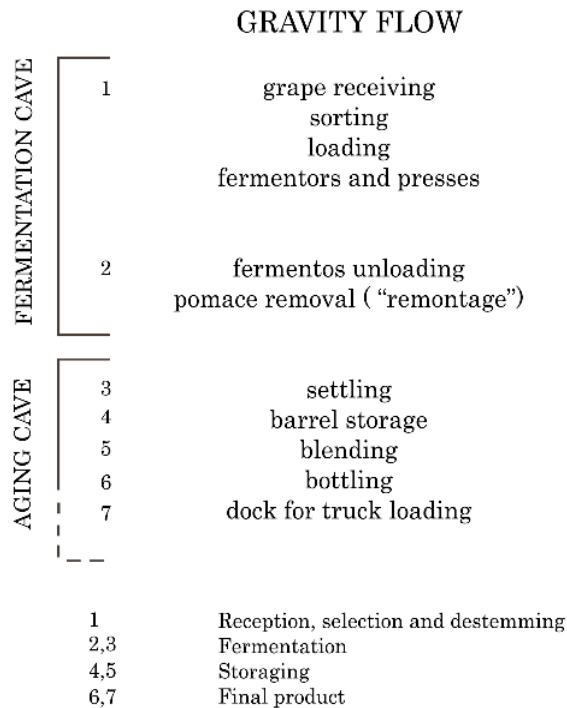 GRAVITY FLOW
FERMENTATION CAVE
1 grape receiving
sorting
loading
fermentors and presses
2 fermentos unloading
pomace removal ( “remontage”)
AGING CAVE
3 settling
4 barrel storage
5 blending
6 bottling
7 dock for truck loading
1 Reception, selection and destemming
2,3 Fermentation
4,5 Storaging
6,7 Final product